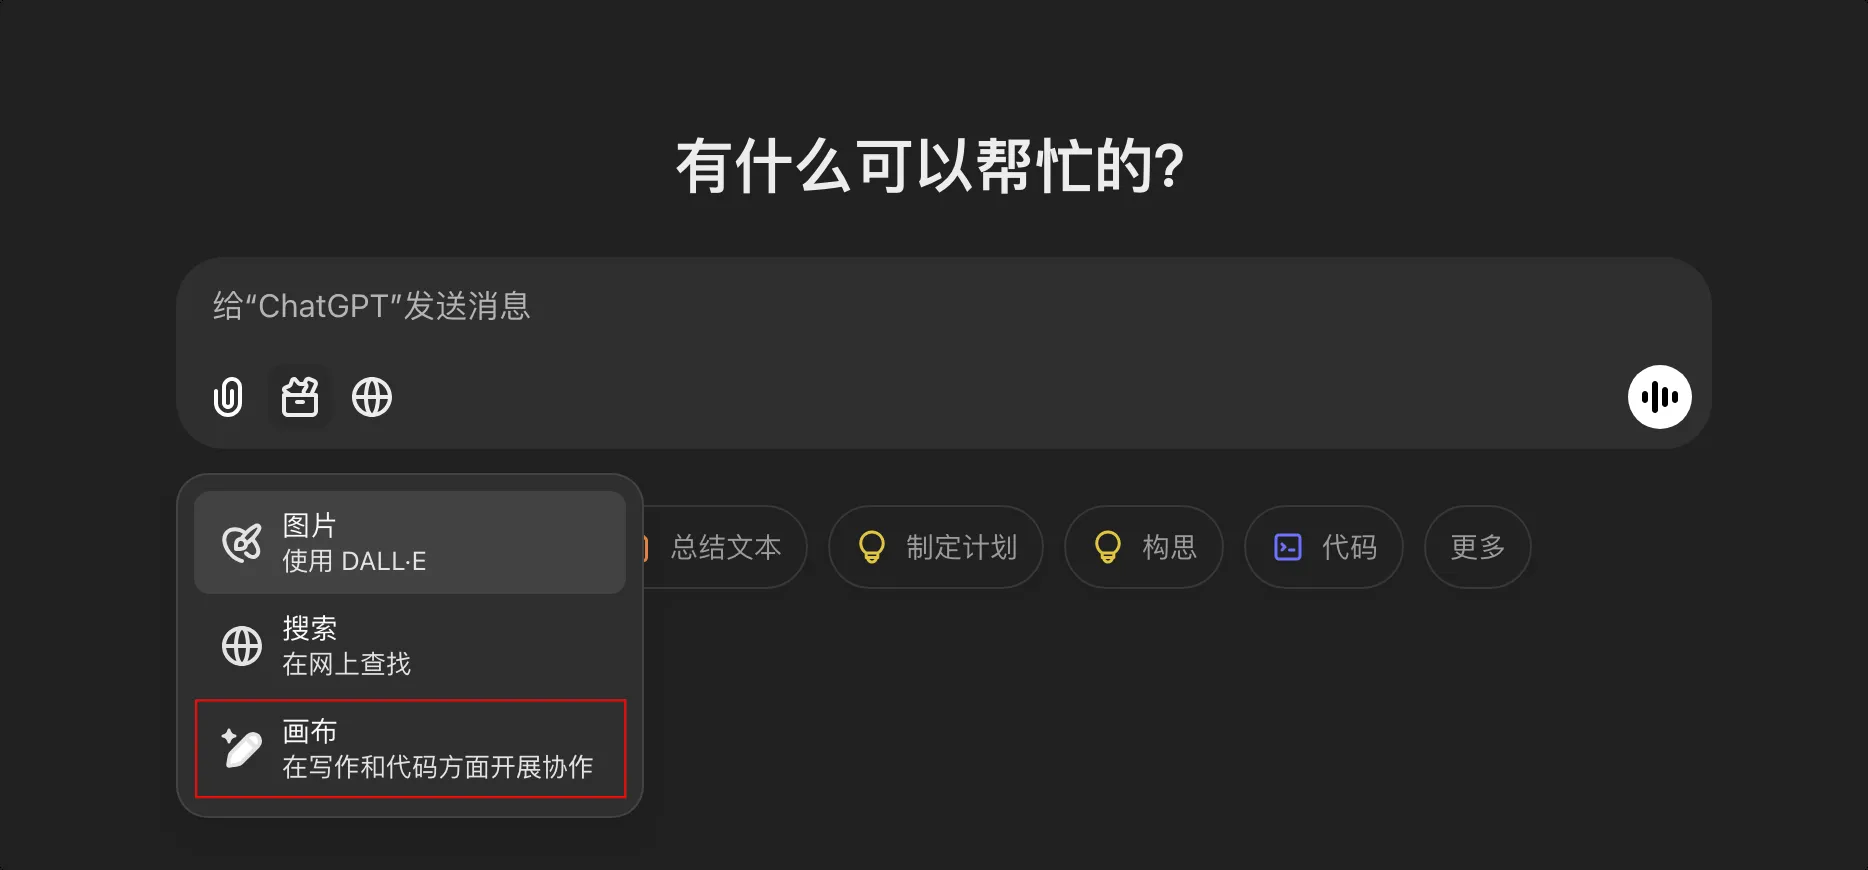 有什么可以帮忙的?
给“ChatGPT”发送消息
图片
使用 DALL·E
搜索
在网上查找
画布
在写作和代码方面开展协作
总结文本
制定计划
构思
代码
更多